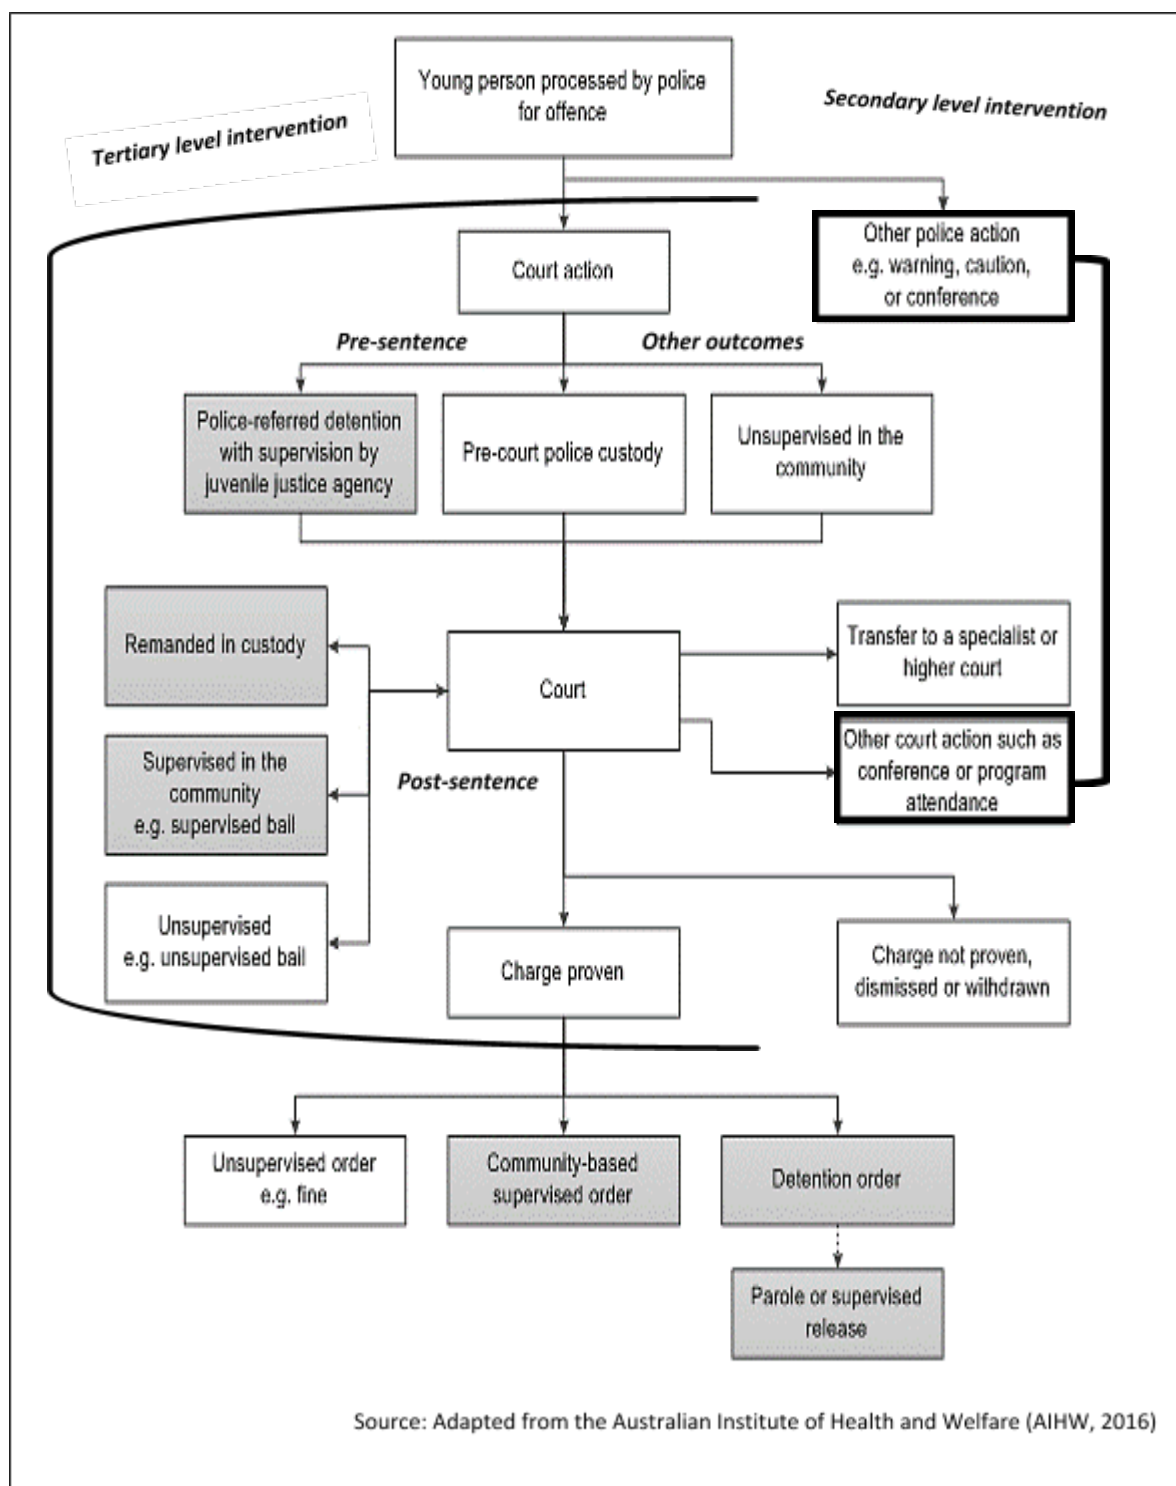 Young person processed by police
for offence
Secondary level intervention
Tertiary level intervention
Other police action
e.g. warning, caution,
or conference
Court action
Pre-sentence
Other outcomes
Police-referred detention
with supervision by
juvenile justice agency
Pre-court police custody
Unsupervised in the
community
Remanded in custody
Court
Transfer to a specialist or
higher court
Supervised in the
community
e.g. supervised bail
Post-sentence
Other court action such as
conference or program
attendance
Unsupervised
e.g. unsupervised bail
Charge proven
Charge not proven,
dismissed or withdrawn
Unsupervised order
e.g. fine
Community-based
supervised order
Detention order
Parole or supervised
release
Source: Adapted from the Australian Institute of Health and Welfare (AIHW, 2016)